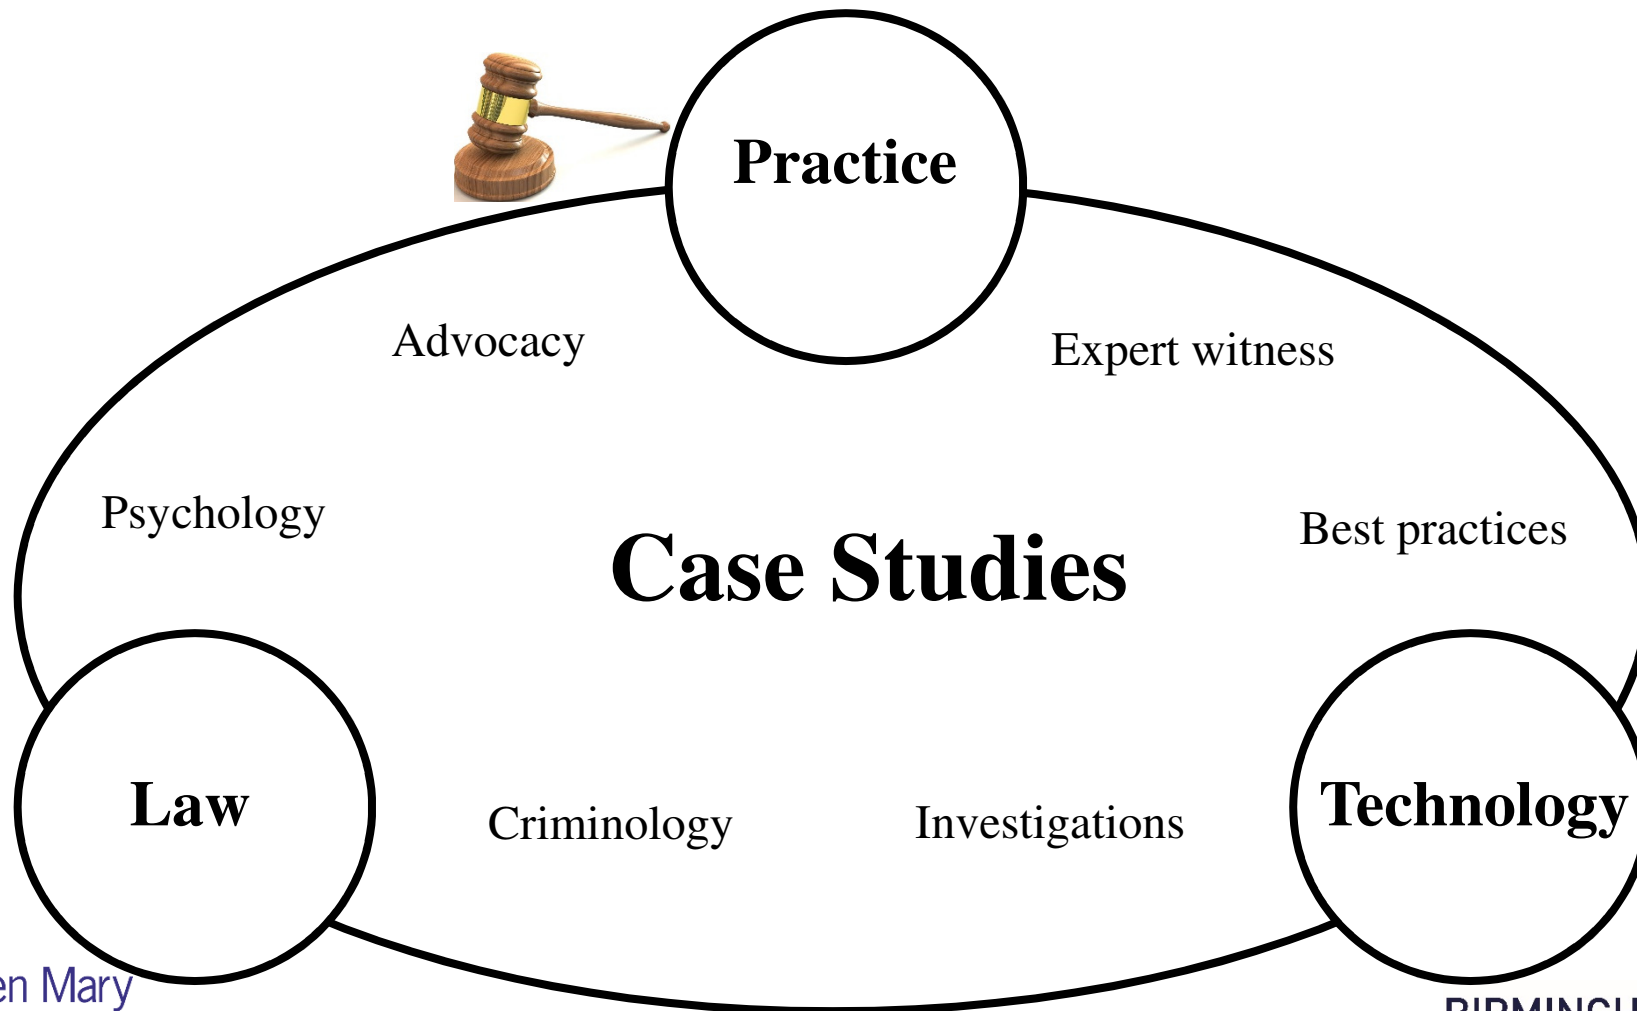 Practice
Advocacy
Expert witness
Psychology
Best practices
Case Studies
Law
Technology
Criminology
Investigations
en Mary